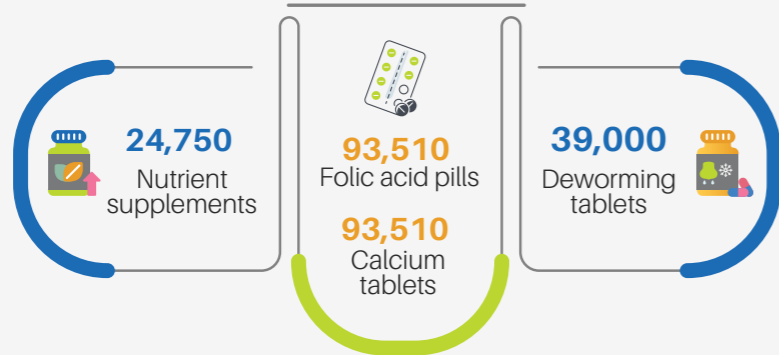 24,750
Nutrient
supplements
93,510
Folic acid pills
93,510
Calcium
tablets
39,000
Deworming
tablets